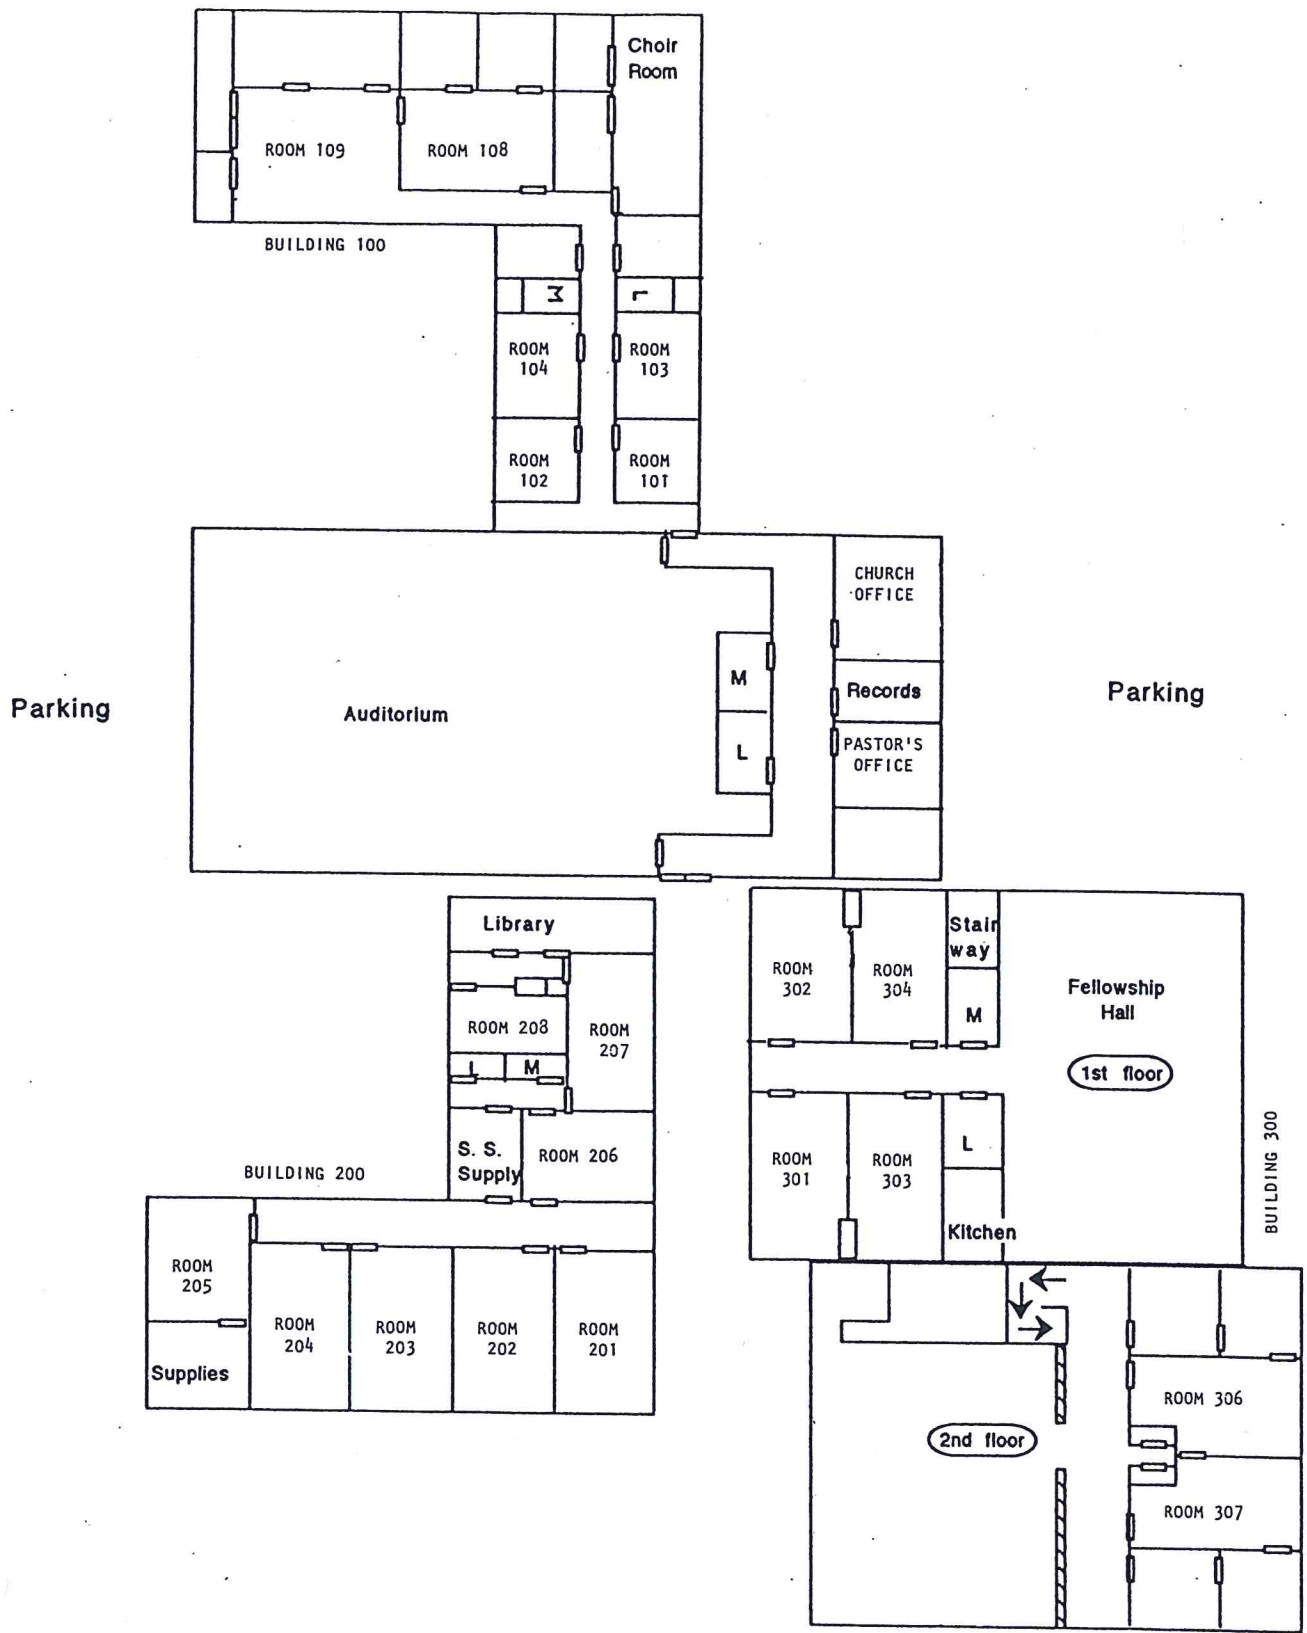 Choir
Room
ROOM 109
ROOM 108
BUILDING 100
M
L
ROOM
104
ROOM
103
ROOM
102
ROOM
101
CHURCH
OFFICE
M
Records
Parking
Auditorium
Parking
L
PASTOR'S
OFFICE
Library
Stair
way
ROOM
302
ROOM
304
M
Fellowship
Hall
1st floor
ROOM 208
ROOM
207
L
M
S. S.
Supply
ROOM 206
BUILDING 200
ROOM
301
ROOM
303
L
Kitchen
BUILDING 300
ROOM
205
Supplies
ROOM
204
ROOM
203
ROOM
202
ROOM
201
2nd floor
ROOM 306
ROOM 307